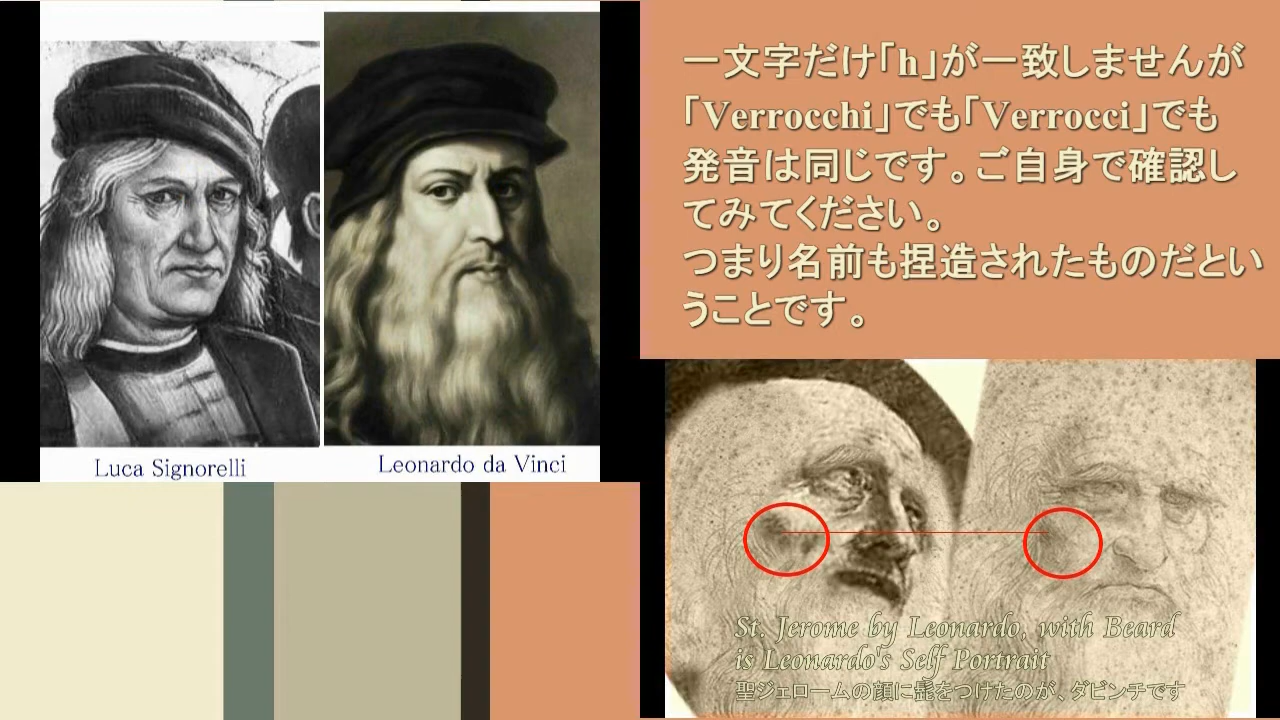 Luca Signorelli
Leonardo da Vinci
一文字だけ「h」が一致しませんが
「Verrocchi」でも「Verrocci」でも
発音は同じです。ご自身で確認し
てみてください。
つまり名前も捏造されたものだとい
うことです。
St. Jerome by Leonardo, with Beard
is Leonardo's Self Portrait
聖ジェロームの顔に髭をつけたのが、ダビンチです